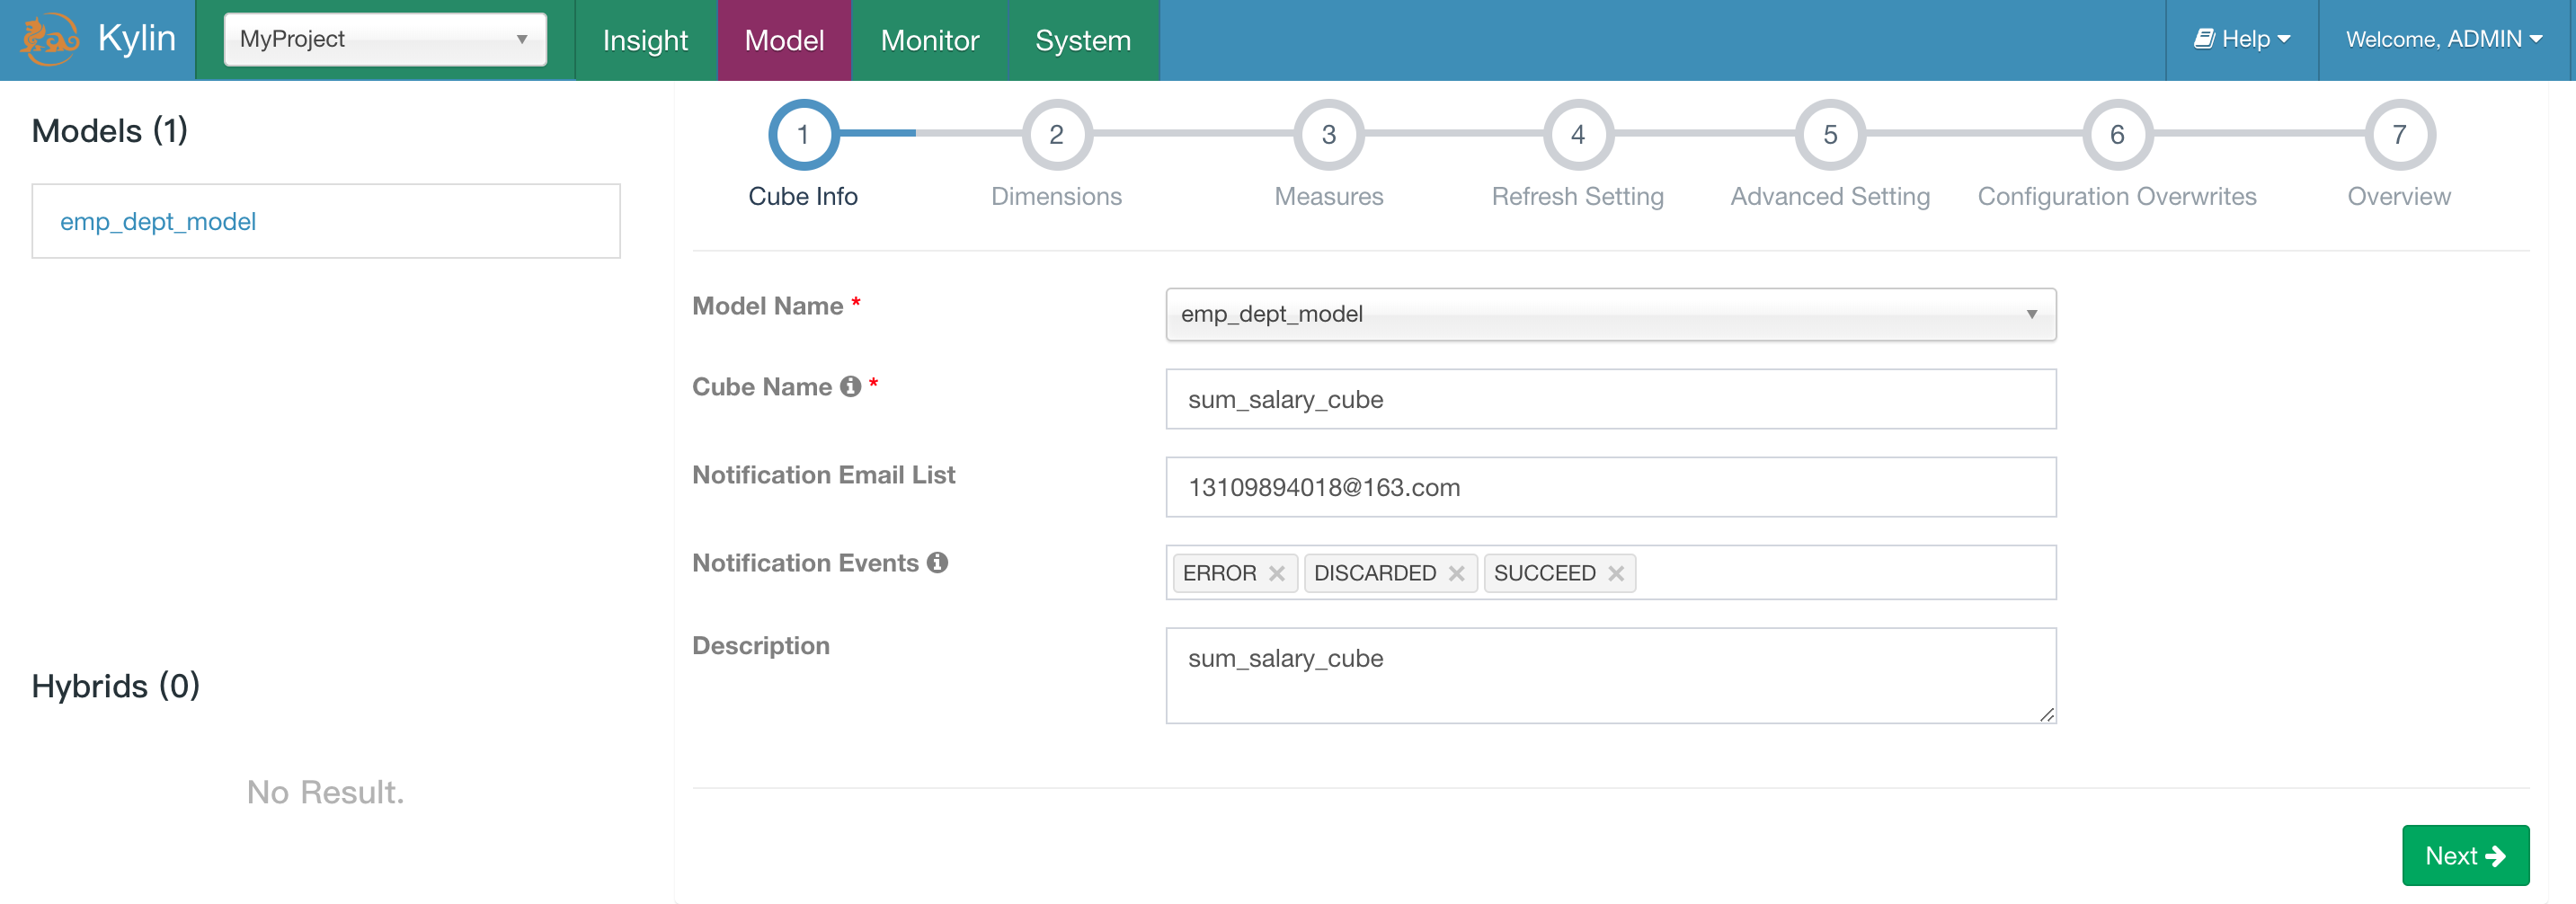 Kylin
MyProject
Insight
Model
Monitor
System
Help
Welcome, ADMIN
Models (1)
emp_dept_model
Hybrids (0)
No Result.
1
2
3
4
5
6
7
Cube Info
Dimensions
Measures
Refresh Setting
Advanced Setting
Configuration Overwrites
Overview
Model Name *
emp_dept_model
Cube Name *
sum_salary_cube
Notification Email List
13109894018@163.com
Notification Events
ERROR DISCARDED SUCCEED
Description
sum_salary_cube
Next